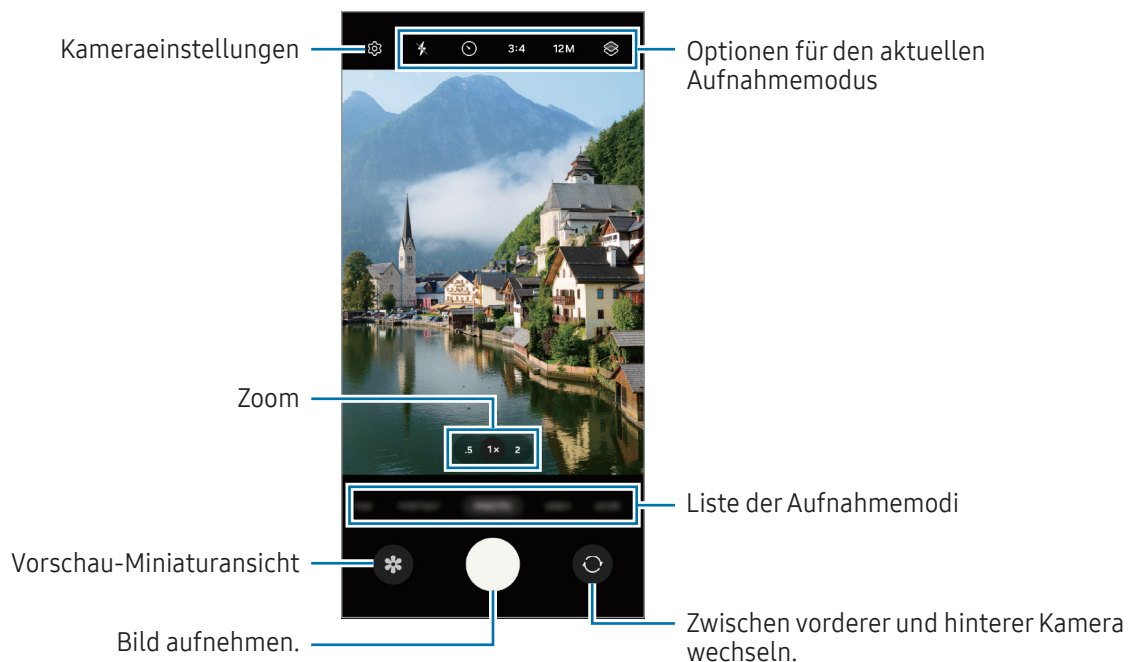 Kameraeinstellungen
3:4 12M
Optionen für den aktuellen
Aufnahmemodus
Zoom
.5 1× 2
Liste der Aufnahmemodi
Vorschau-Miniaturansicht
Bild aufnehmen.
Zwischen vorderer und hinterer Kamera
wechseln.